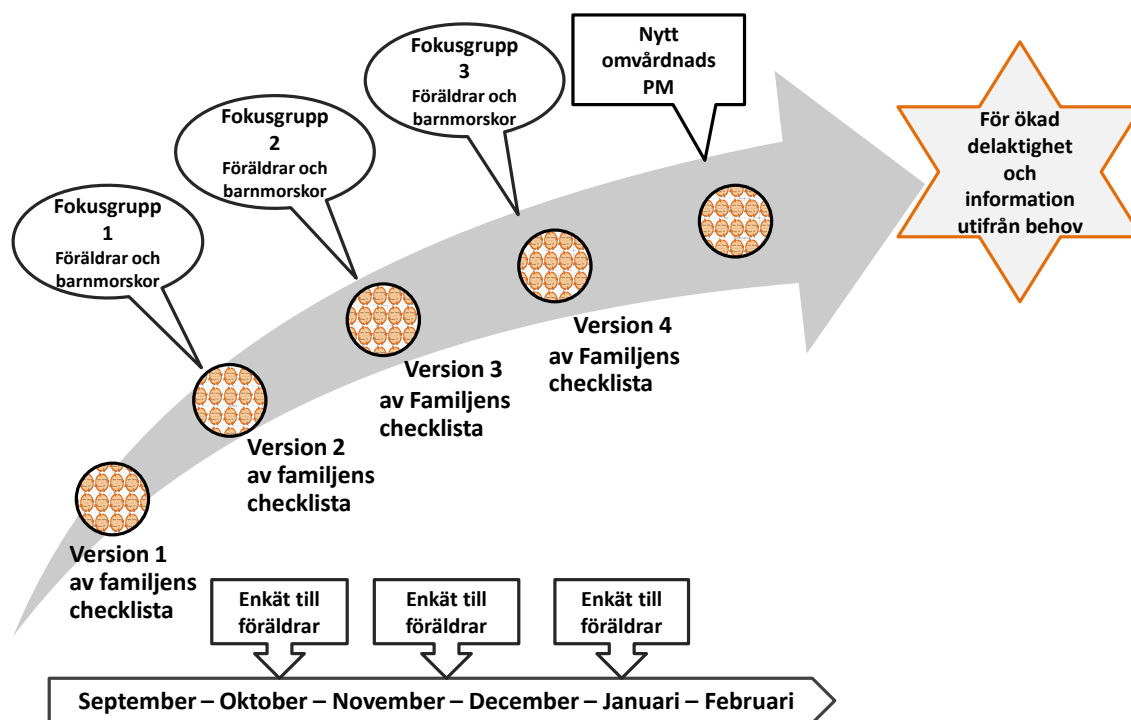 Fokusgrupp
1
Föräldrar och
barnmorskor
Fokusgrupp
2
Föräldrar och
barnmorskor
Fokusgrupp
3
Föräldrar och
barnmorskor
Nytt
omvårdnads
PM
För ökad
delaktighet
och
information
utifrån behov
Version 1
av familjens
checklista
Version 2
av familjens
checklista
Version 3
av Familjens
checklista
Version 4
av Familjens
checklista
Enkät till
föräldrar
Enkät till
föräldrar
Enkät till
föräldrar
September – Oktober – November – December – Januari – Februari